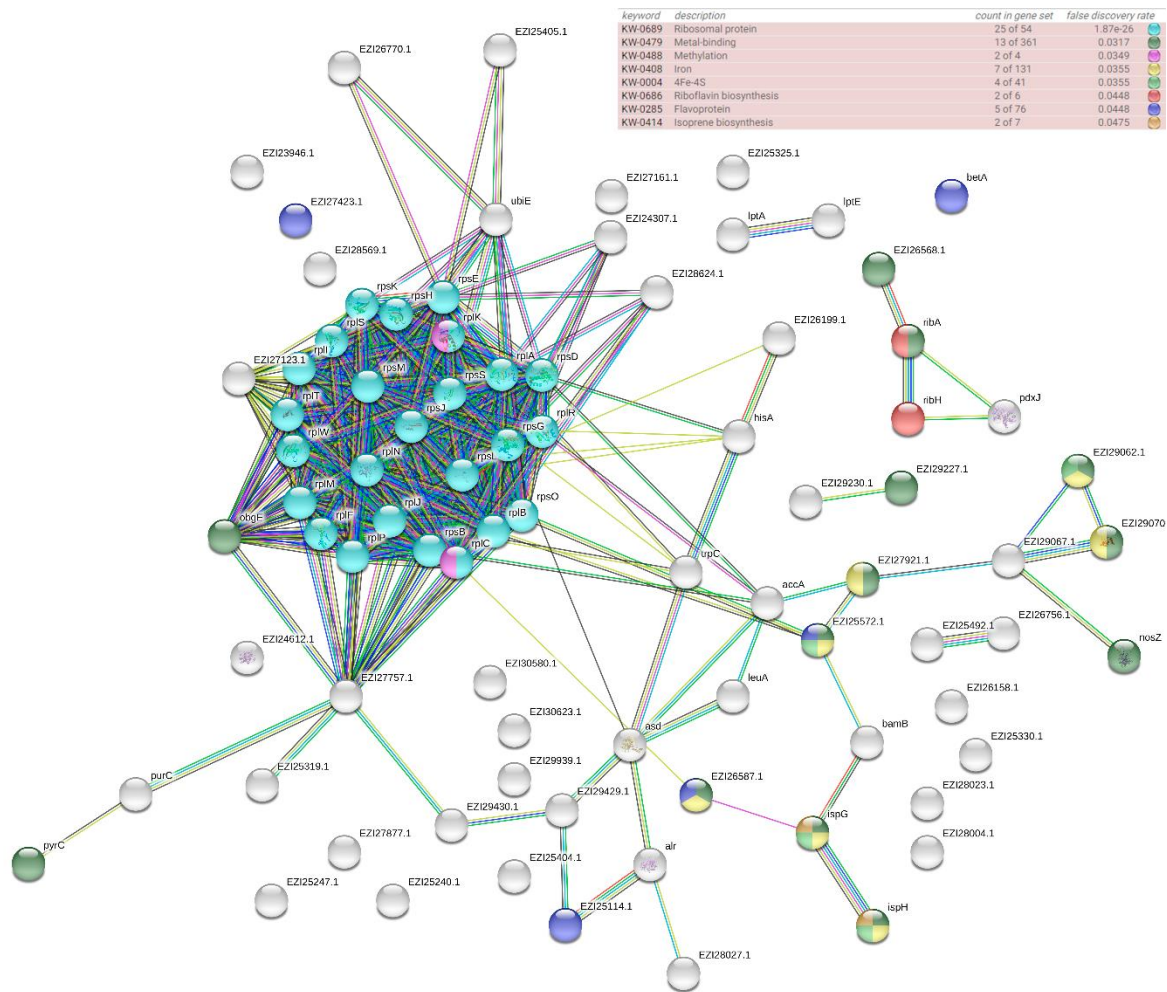 keyword description count in gene set false discovery rate
KW-0689 Ribosomal protein 25 of 54 1.87e-26
KW-0479 Metal-binding 13 of 361 0.0317
KW-0488 Methylation 2 of 4 0.0349
KW-0408 Iron 7 of 131 0.0355
KW-0004 4Fe-4S 4 of 41 0.0355
KW-0686 Riboflavin biosynthesis 2 of 6 0.0448
KW-0285 Flavoprotein 5 of 76 0.0448
KW-0414 Isoprene biosynthesis 2 of 7 0.0475
EZI25405.1
EZI26770.1
EZI23946.1
EZI25325.1
EZI27161.1
betA
EZI27423.1
ubiE
lptA
lptE
EZI24307.1
EZI28569.1
EZI26568.1
rpsK
rpsH
rpsE
EZI28624.1
rplS
rplK
ribA
EZI26199.1
EZI27123.1
rplI
rpsM
rplA
rpsD
rpsS
rplT
rpsJ
rplR
ribH
pdxJ
rplW
rpsG
hisA
rplN
EZI29062.1
rplM
EZI29230.1
EZI29227.1
rpsO
obgE
rplF
rplJ
rplB
EZI29070
rplP
rpsB
rplC
EZI29067.1
trpC
EZI27921.1
accA
EZI25572.1
EZI25492.1
EZI26756.1
EZI24612.1
nosZ
EZI27757.1
EZI30580.1
leuA
EZI26158.1
EZI30623.1
asd
bamB
EZI25330.1
purC
EZI25319.1
EZI29939.1
EZI26587.1
EZI29430.1
EZI29429.1
EZI28023.1
ispG
pyrC
EZI27877.1
alr
EZI28004.1
EZI25404.1
EZI25247.1
EZI25240.1
EZI25114.1
ispH
EZI28027.1